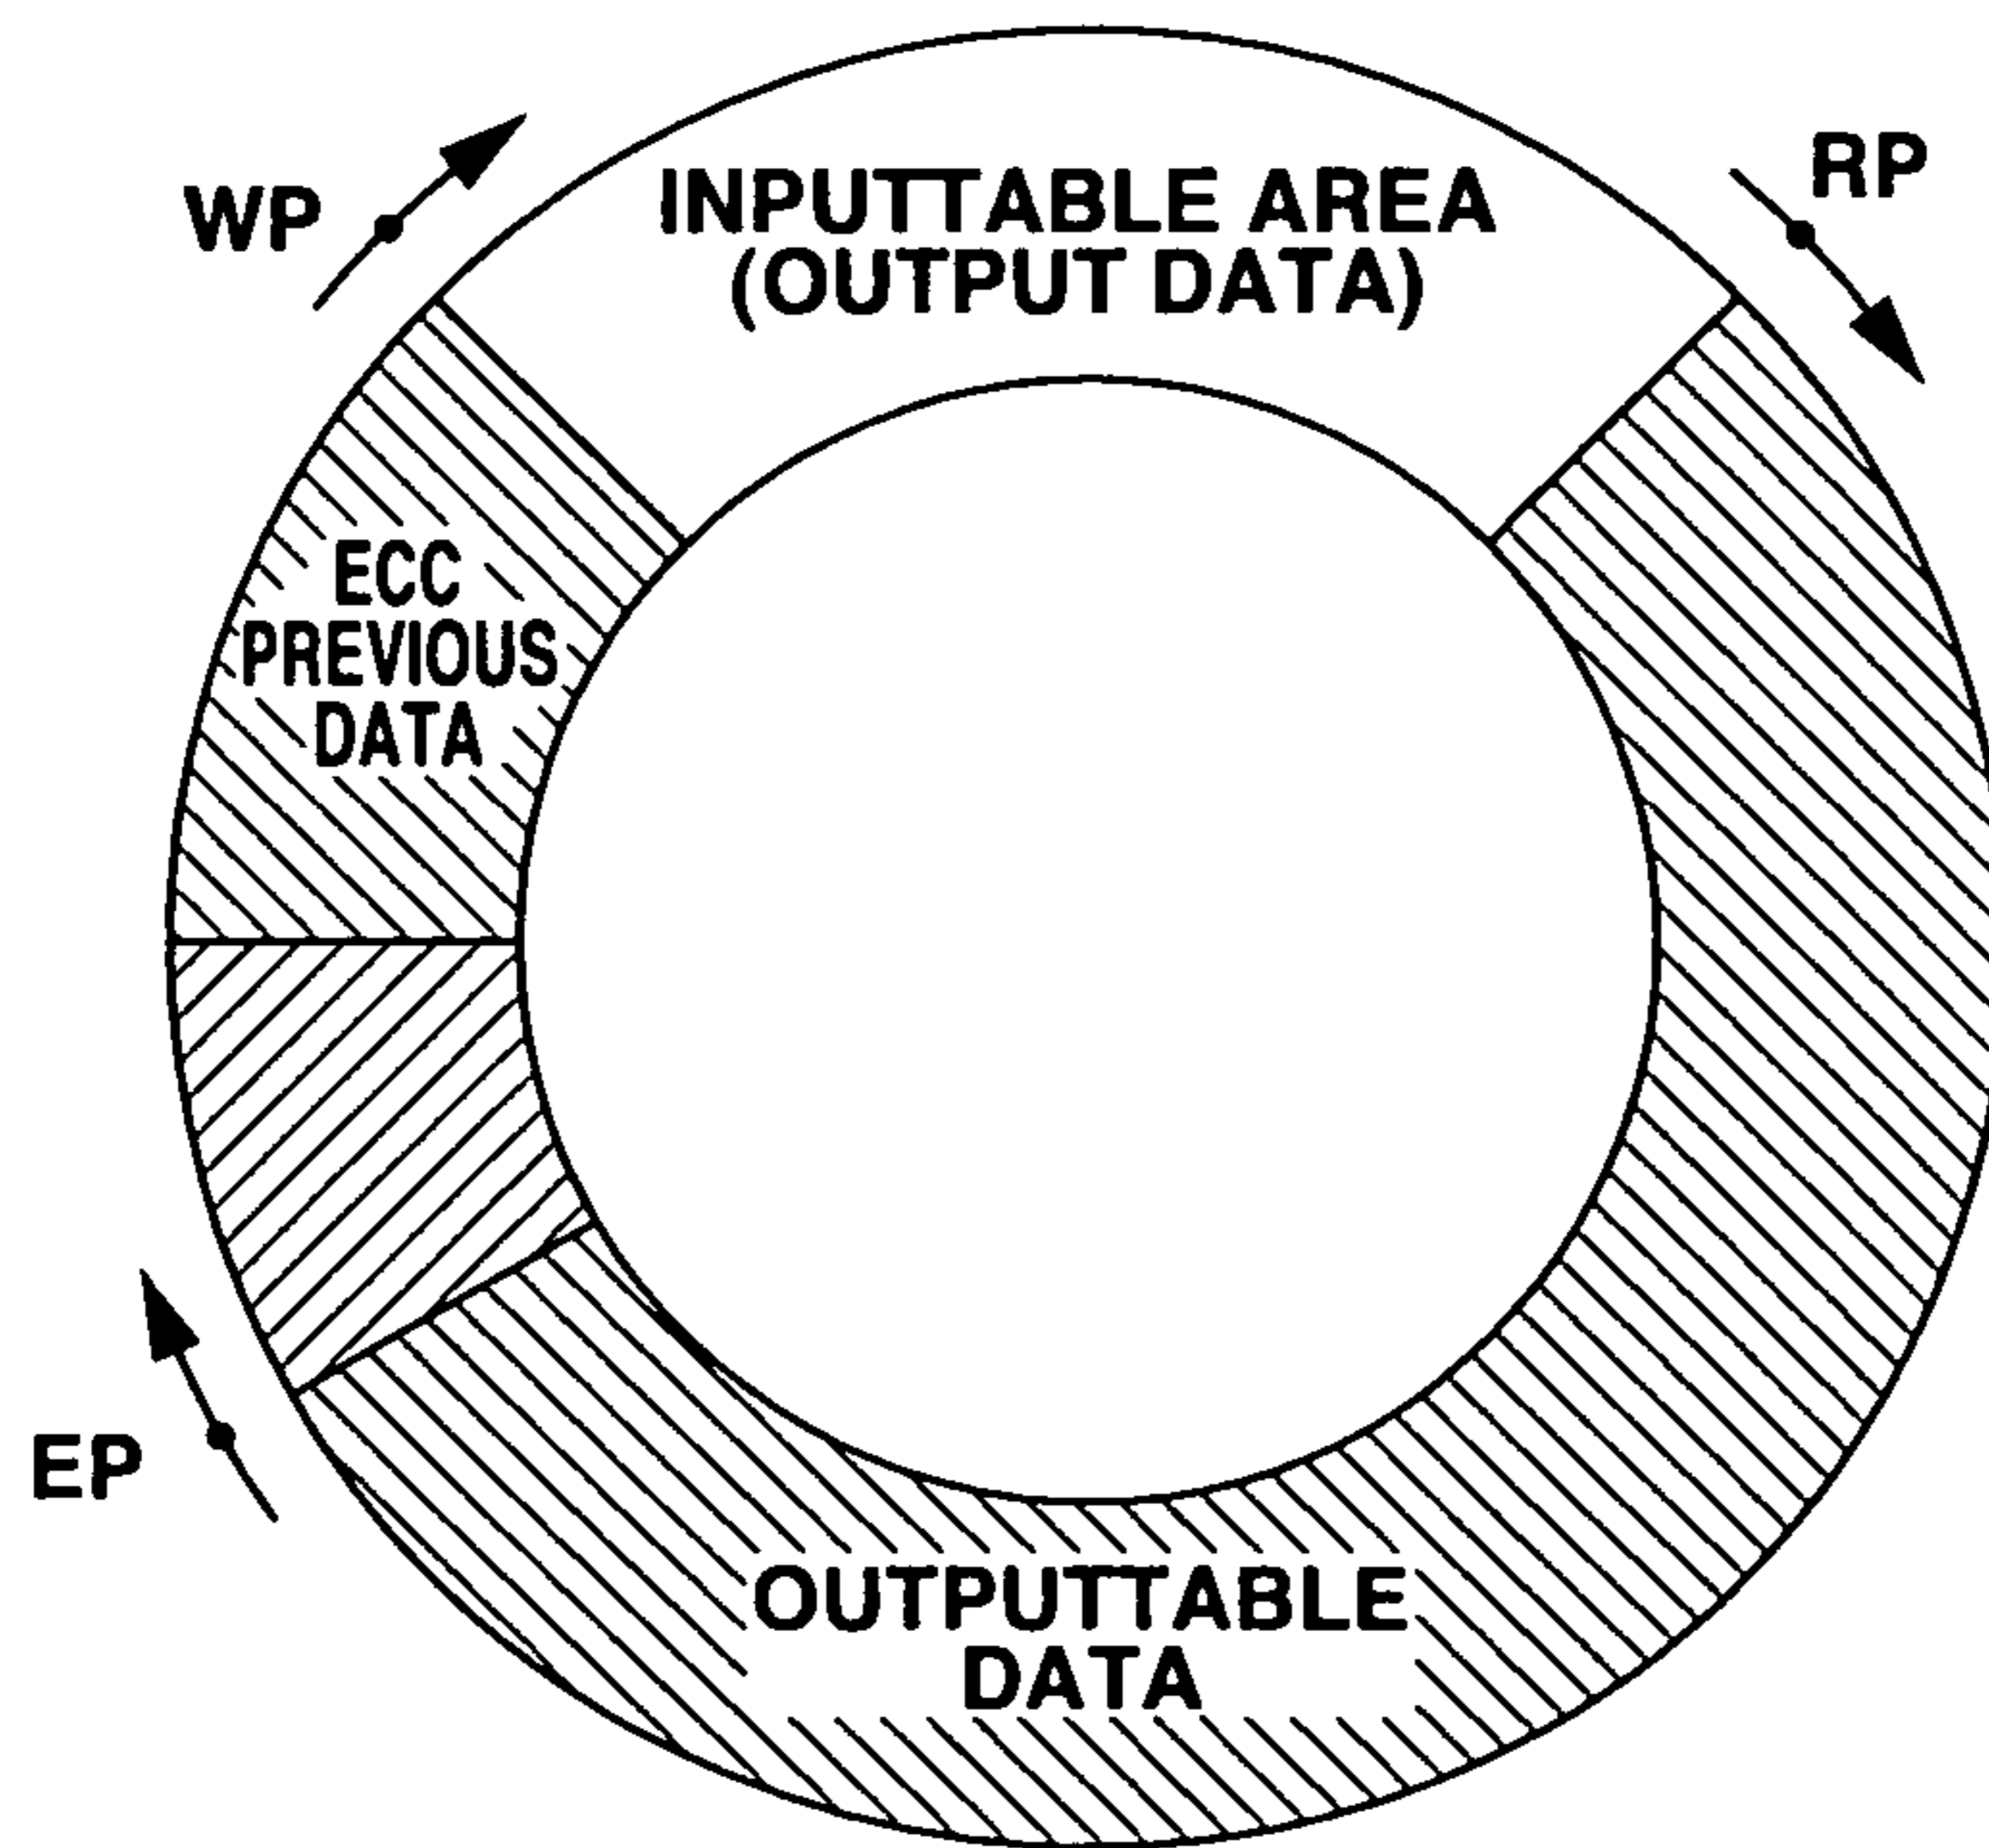 WP
INPUTTABLE AREA
(OUTPUT DATA)
RP
ECC
PREVIOUS
DATA
EP
OUTPUTTABLE
DATA